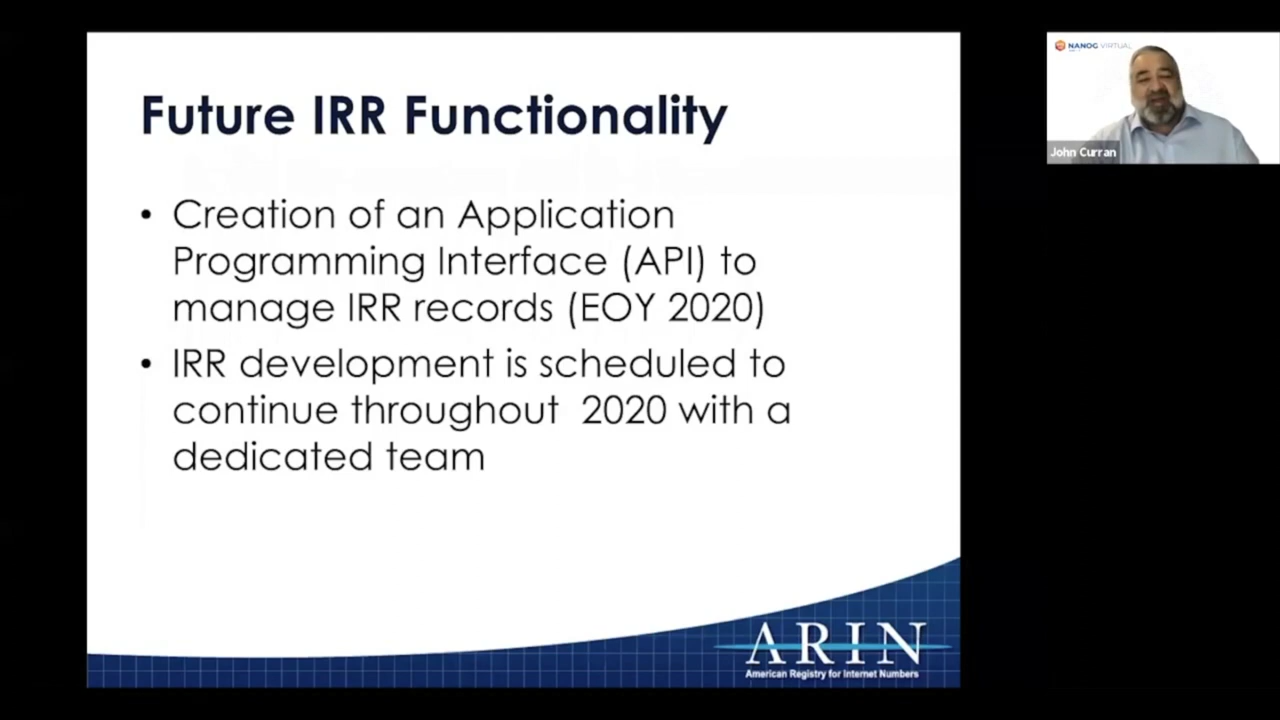 Future IRR Functionality
• Creation of an Application
Programming Interface (API) to
manage IRR records (EOY 2020)
• IRR development is scheduled to
continue throughout  2020 with a
dedicated team
ARIN
American Registry for Internet Numbers
NANOG VIRTUAL
John Curran